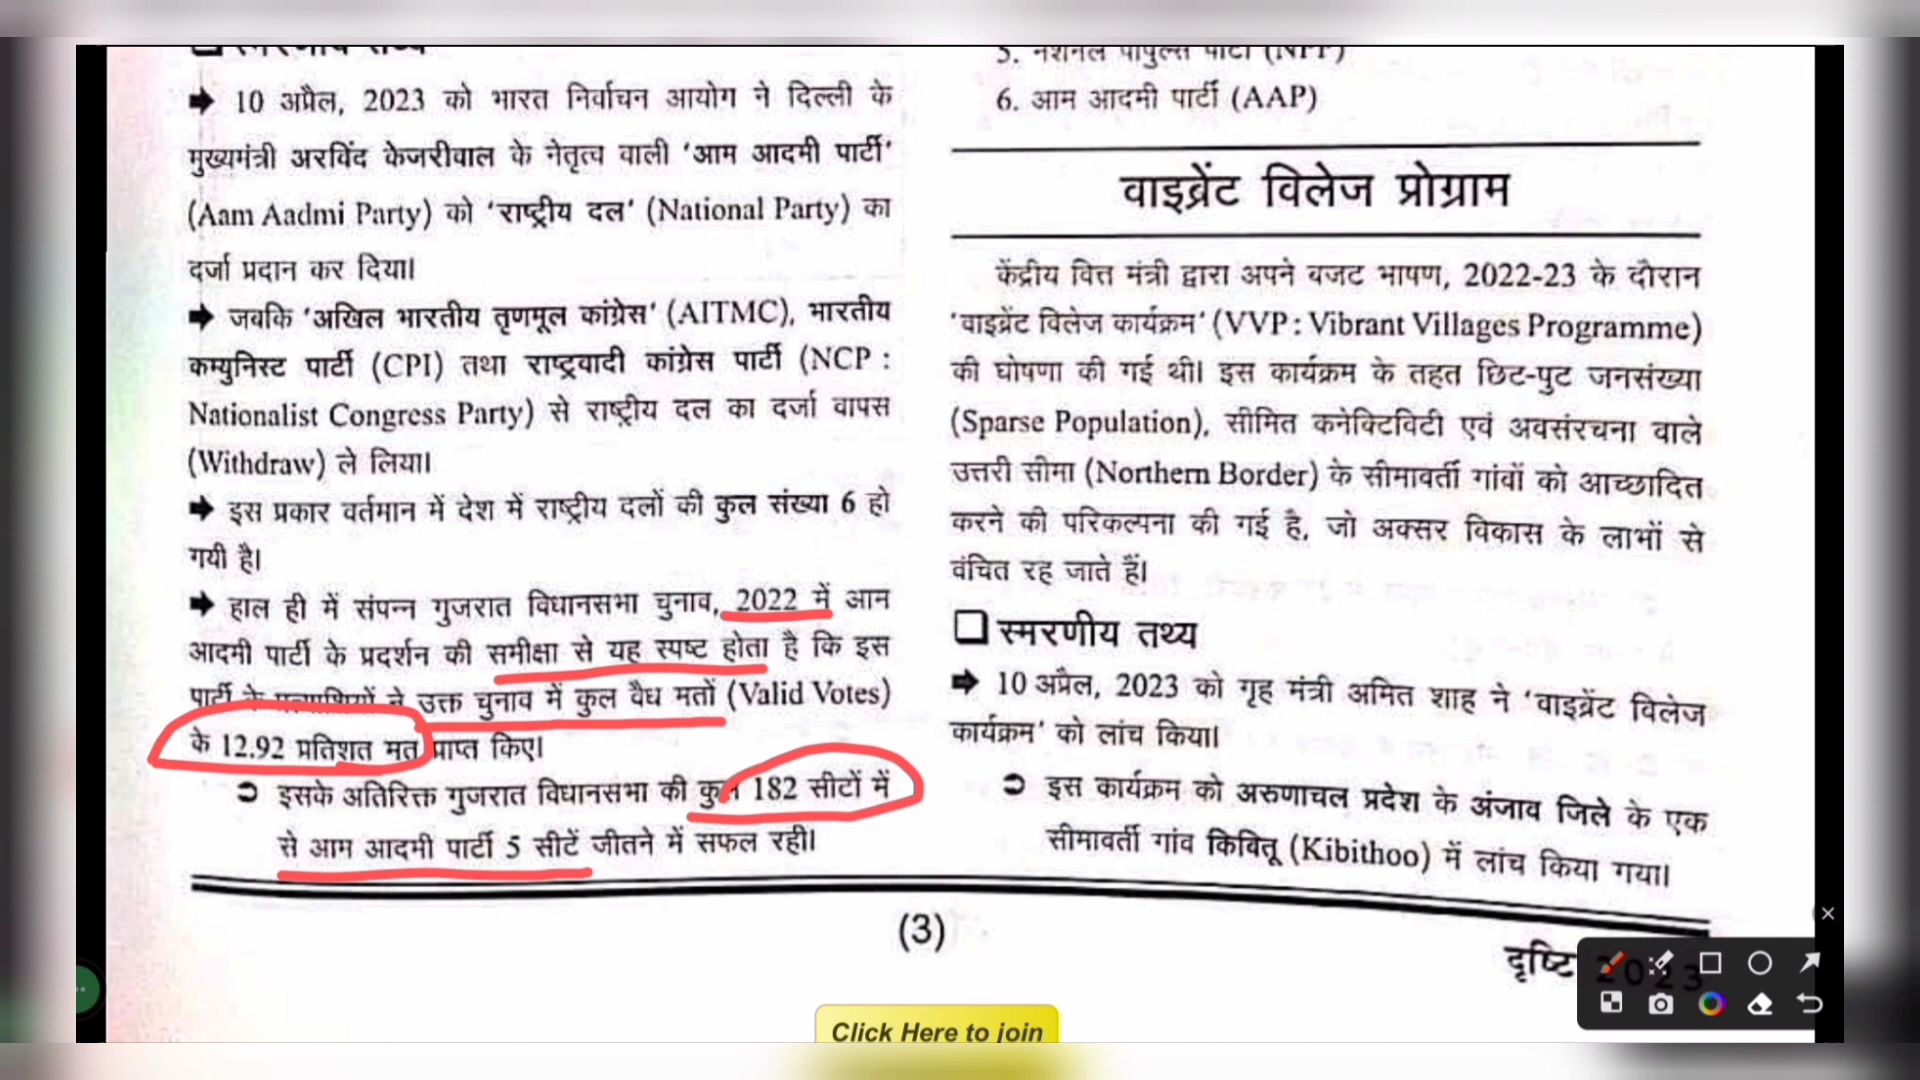 स्मरणीय तथ्य
➡ 10 अप्रैल, 2023 को भारत निर्वाचन आयोग ने दिल्ली के
मुख्यमंत्री अरविंद केजरीवाल के नेतृत्व वाली 'आम आदमी पार्टी'
(Aam Aadmi Party) को 'राष्ट्रीय दल' (National Party) का
दर्जा प्रदान कर दिया।
➡ जबकि 'अखिल भारतीय तृणमूल कांग्रेस' (AITMC), भारतीय
कम्युनिस्ट पार्टी (CPI) तथा राष्ट्रवादी कांग्रेस पार्टी (NCP :
Nationalist Congress Party) से राष्ट्रीय दल का दर्जा वापस
(Withdraw) ले लिया।
➡ इस प्रकार वर्तमान में देश में राष्ट्रीय दलों की कुल संख्या 6 हो
गयी है।
➡ हाल ही में संपन्न गुजरात विधानसभा चुनाव, 2022 में आम
आदमी पार्टी के प्रदर्शन की समीक्षा से यह स्पष्ट होता है कि इस
पार्टी के प्रत्याशियों ने उक्त चुनाव में कुल वैध मतों (Valid Votes)
के 12.92 प्रतिशत मत प्राप्त किए।
➲ इसके अतिरिक्त गुजरात विधानसभा की कुल 182 सीटों में
से आम आदमी पार्टी 5 सीटें जीतने में सफल रही।
5. नेशनल पीपुल्स पार्टी (NPP)
6. आम आदमी पार्टी (AAP)
वाइब्रेंट विलेज प्रोग्राम
केंद्रीय वित्त मंत्री द्वारा अपने बजट भाषण, 2022-23 के दौरान
'वाइब्रेंट विलेज कार्यक्रम' (VVP : Vibrant Villages Programme)
की घोषणा की गई थी। इस कार्यक्रम के तहत छिट-पुट जनसंख्या
(Sparse Population), सीमित कनेक्टिविटी एवं अवसंरचना वाले
उत्तरी सीमा (Northern Border) के सीमावर्ती गांवों को आच्छादित
करने की परिकल्पना की गई है, जो अक्सर विकास के लाभों से
वंचित रह जाते हैं।
❑ स्मरणीय तथ्य
➡ 10 अप्रैल, 2023 को गृह मंत्री अमित शाह ने 'वाइब्रेंट विलेज
कार्यक्रम' को लांच किया।
➲ इस कार्यक्रम को अरुणाचल प्रदेश के अंजाव जिले के एक
सीमावर्ती गांव किबितू (Kibithoo) में लांच किया गया।
(3)
दृष्टि 2023
Click Here to join